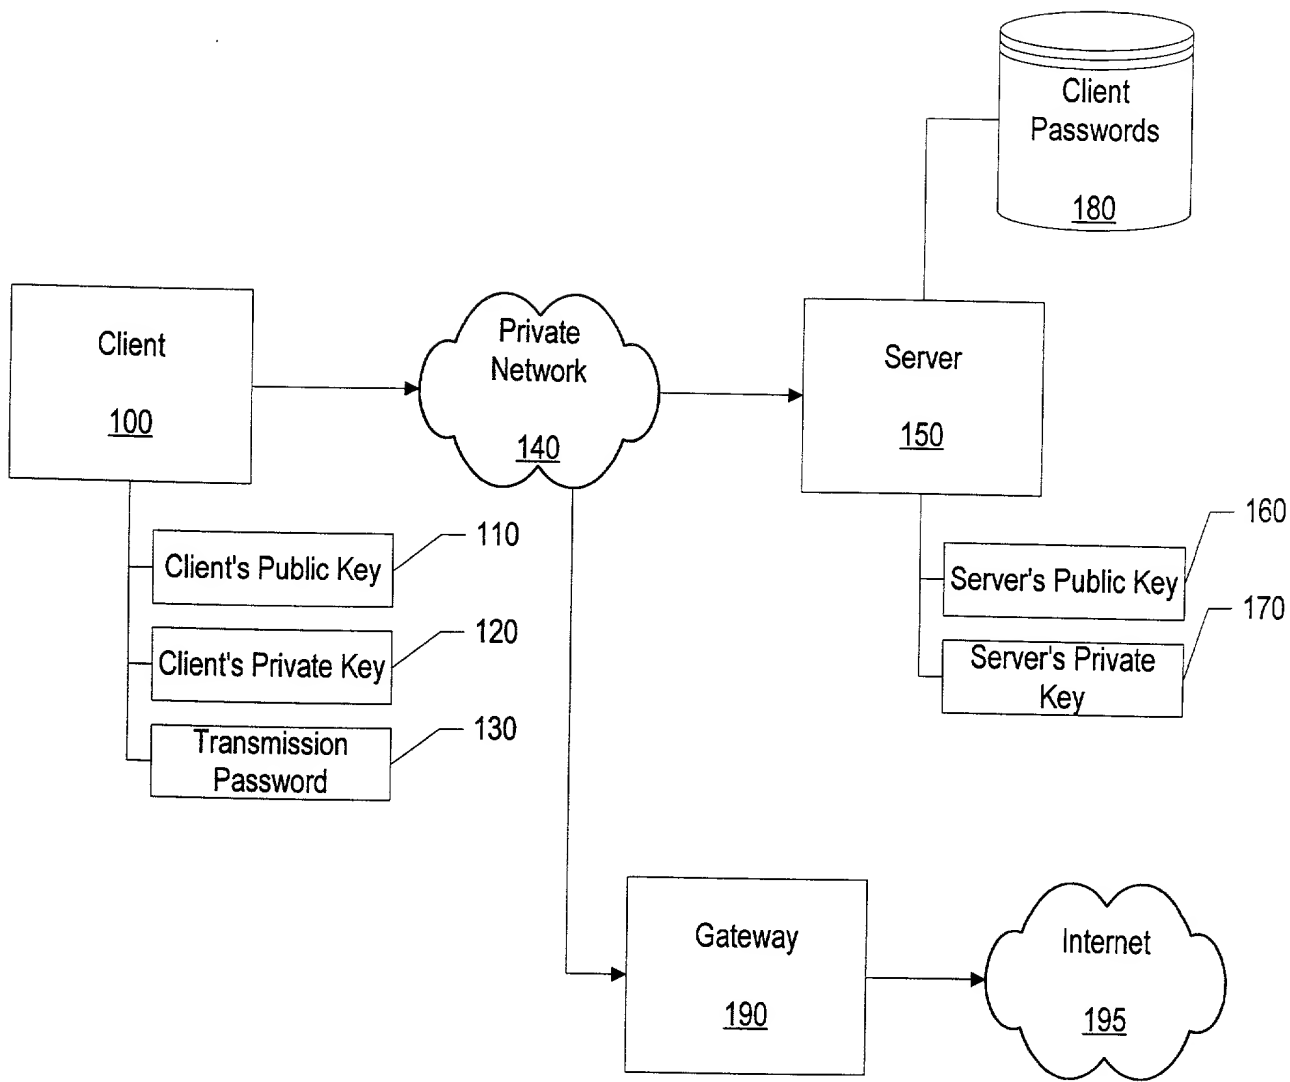 Client
Passwords
180
Client
100
Private
Network
140
Server
150
110
Client's Public Key
120
Client's Private Key
130
Transmission
Password
160
Server's Public Key
170
Server's Private
Key
Gateway
190
Internet
195